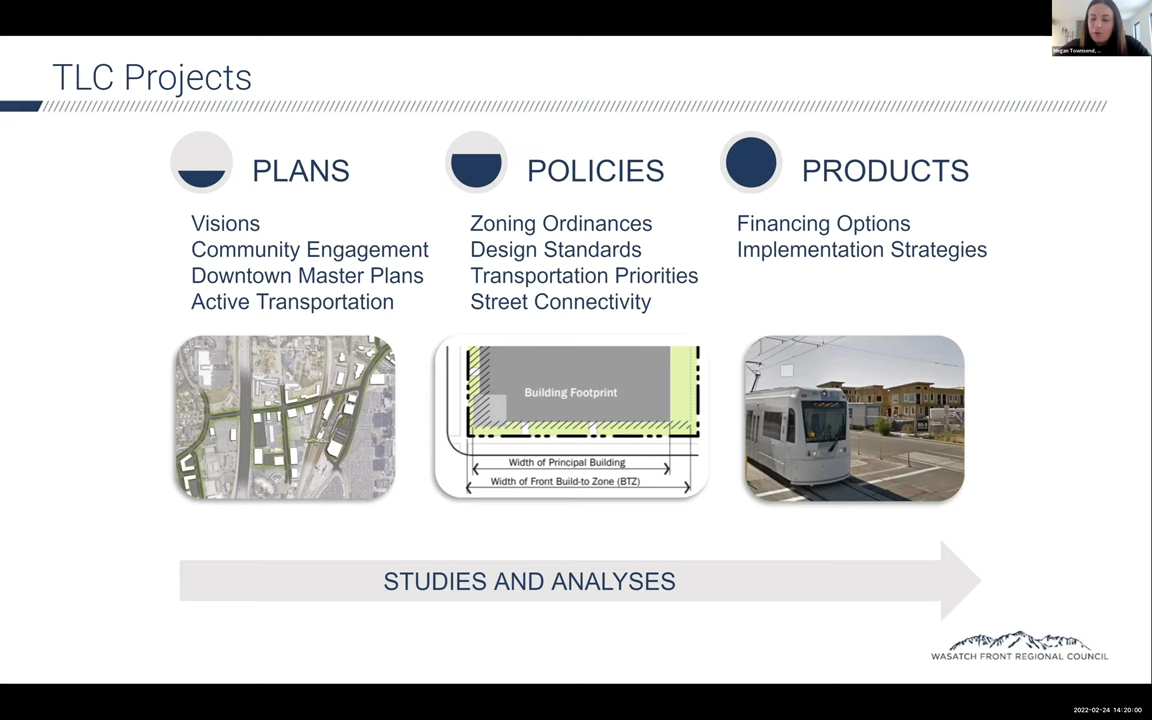 Megan Townsend, ...
TLC Projects
PLANS
Visions
Community Engagement
Downtown Master Plans
Active Transportation
POLICIES
Zoning Ordinances
Design Standards
Transportation Priorities
Street Connectivity
PRODUCTS
Financing Options
Implementation Strategies
Building Footprint
Width of Principal Building
Width of Front Build-to Zone (BTZ)
STUDIES AND ANALYSES
WASATCH FRONT REGIONAL COUNCIL
2022-02-24 14:20:00